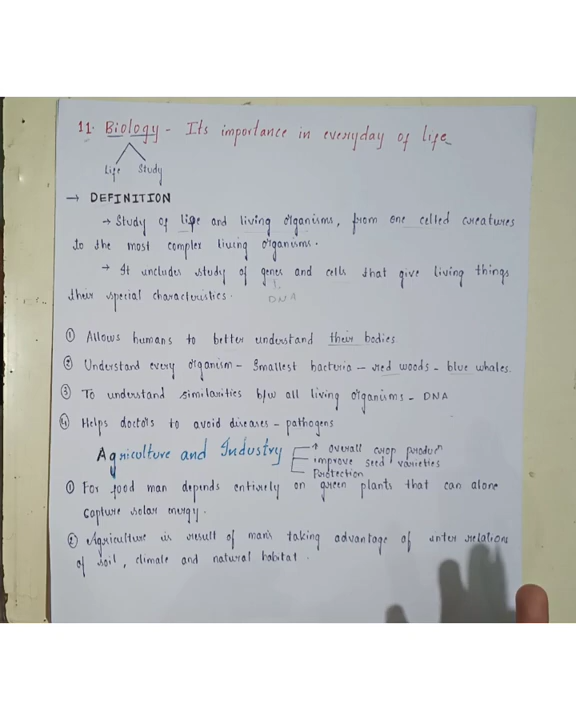 11. Biology - Its importance in everyday of life
Life Study
→ DEFINITION
→ Study of life and living organisms, from one celled creatures
to the most complex living organisms.
→ It includes study of genes and cells that give living things
their special characteristics.
DNA
① Allows humans to better understand their bodies
② Understand every organism - Smallest bacteria - red woods - blue whales.
③ To understand similarities b/w all living organisms - DNA
④ Helps doctors to avoid diseases - pathogens
Agriculture and Industry
↑ overall crop producn
improve seed varieties
Protection
① For food man depends entirely on green plants that can alone
capture solar energy.
② Agriculture is result of man's taking advantage of inter relations
of soil, climate and natural habitat.